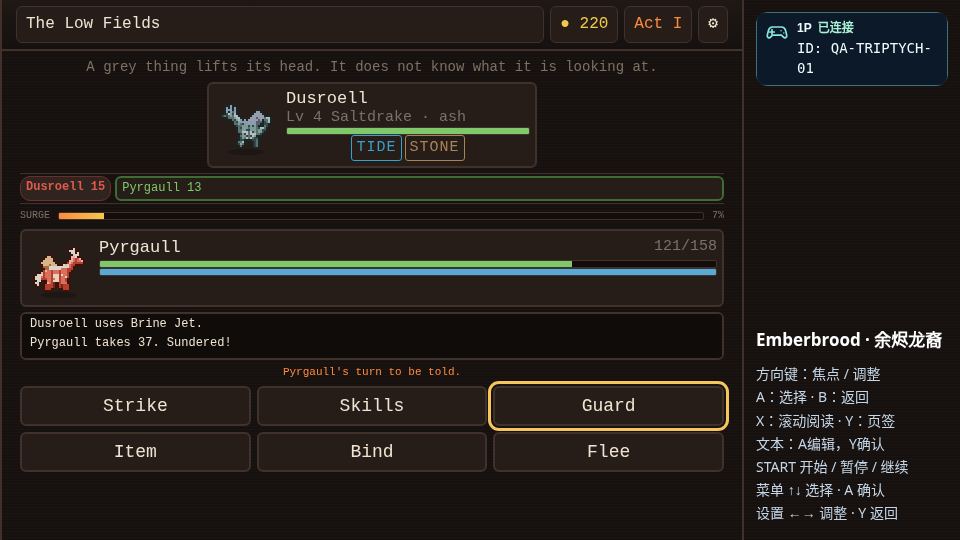 The Low Fields
● 220
Act I
⚙
A grey thing lifts its head. It does not know what it is looking at.
Dusroell
Lv 4 Saltdrake · ash
TIDE STONE
Dusroell 15
Pyrgaull 13
SURGE
7%
Pyrgaull
121/158
Dusroell uses Brine Jet.
Pyrgaull takes 37. Sundered!
Pyrgaull's turn to be told.
Strike
Skills
Guard
Item
Bind
Flee
1P 已连接
ID: QA-TRIPTYCH-
01
Emberbrood · 余烬龙裔
方向键：焦点 / 调整
A：选择 · B：返回
X：滚动阅读 · Y：页签
文本：A编辑，Y确认
START 开始 / 暂停 / 继续
菜单 ↑↓ 选择 · A 确认
设置 ←→ 调整 · Y 返回